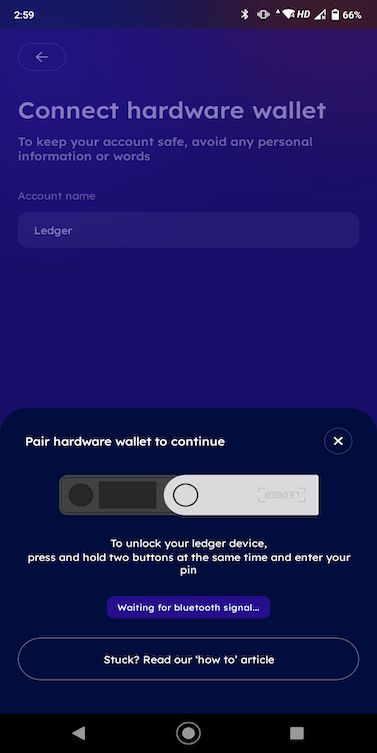 2:59
HD
66%
Connect hardware wallet
To keep your account safe, avoid any personal
information or words
Account name
Ledger
Pair hardware wallet to continue
LEDGER
To unlock your ledger device,
press and hold two buttons at the same time and enter your
pin
Waiting for bluetooth signal...
Stuck? Read our ‘how to’ article